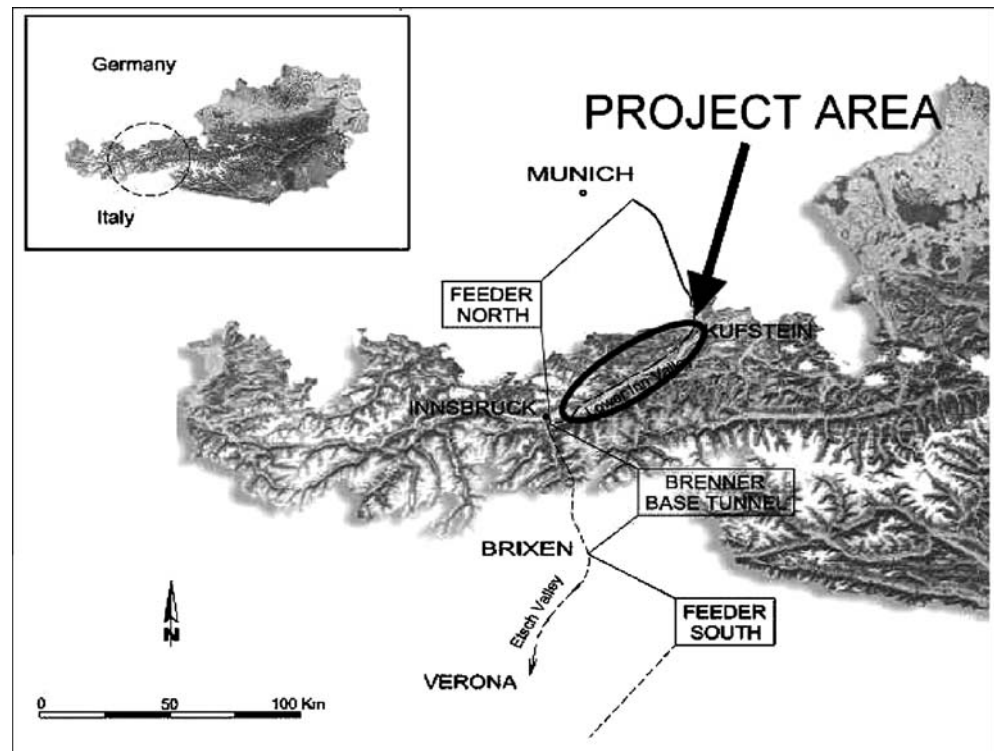 Germany
Italy
PROJECT AREA
MUNICH
FEEDER
NORTH
KUFSTEIN
Lower Inn Valley
INNSBRUCK
BRENNER
BASE TUNNEL
BRIXEN
Etsch Valley
FEEDER
SOUTH
N
VERONA
0 50 100 Km